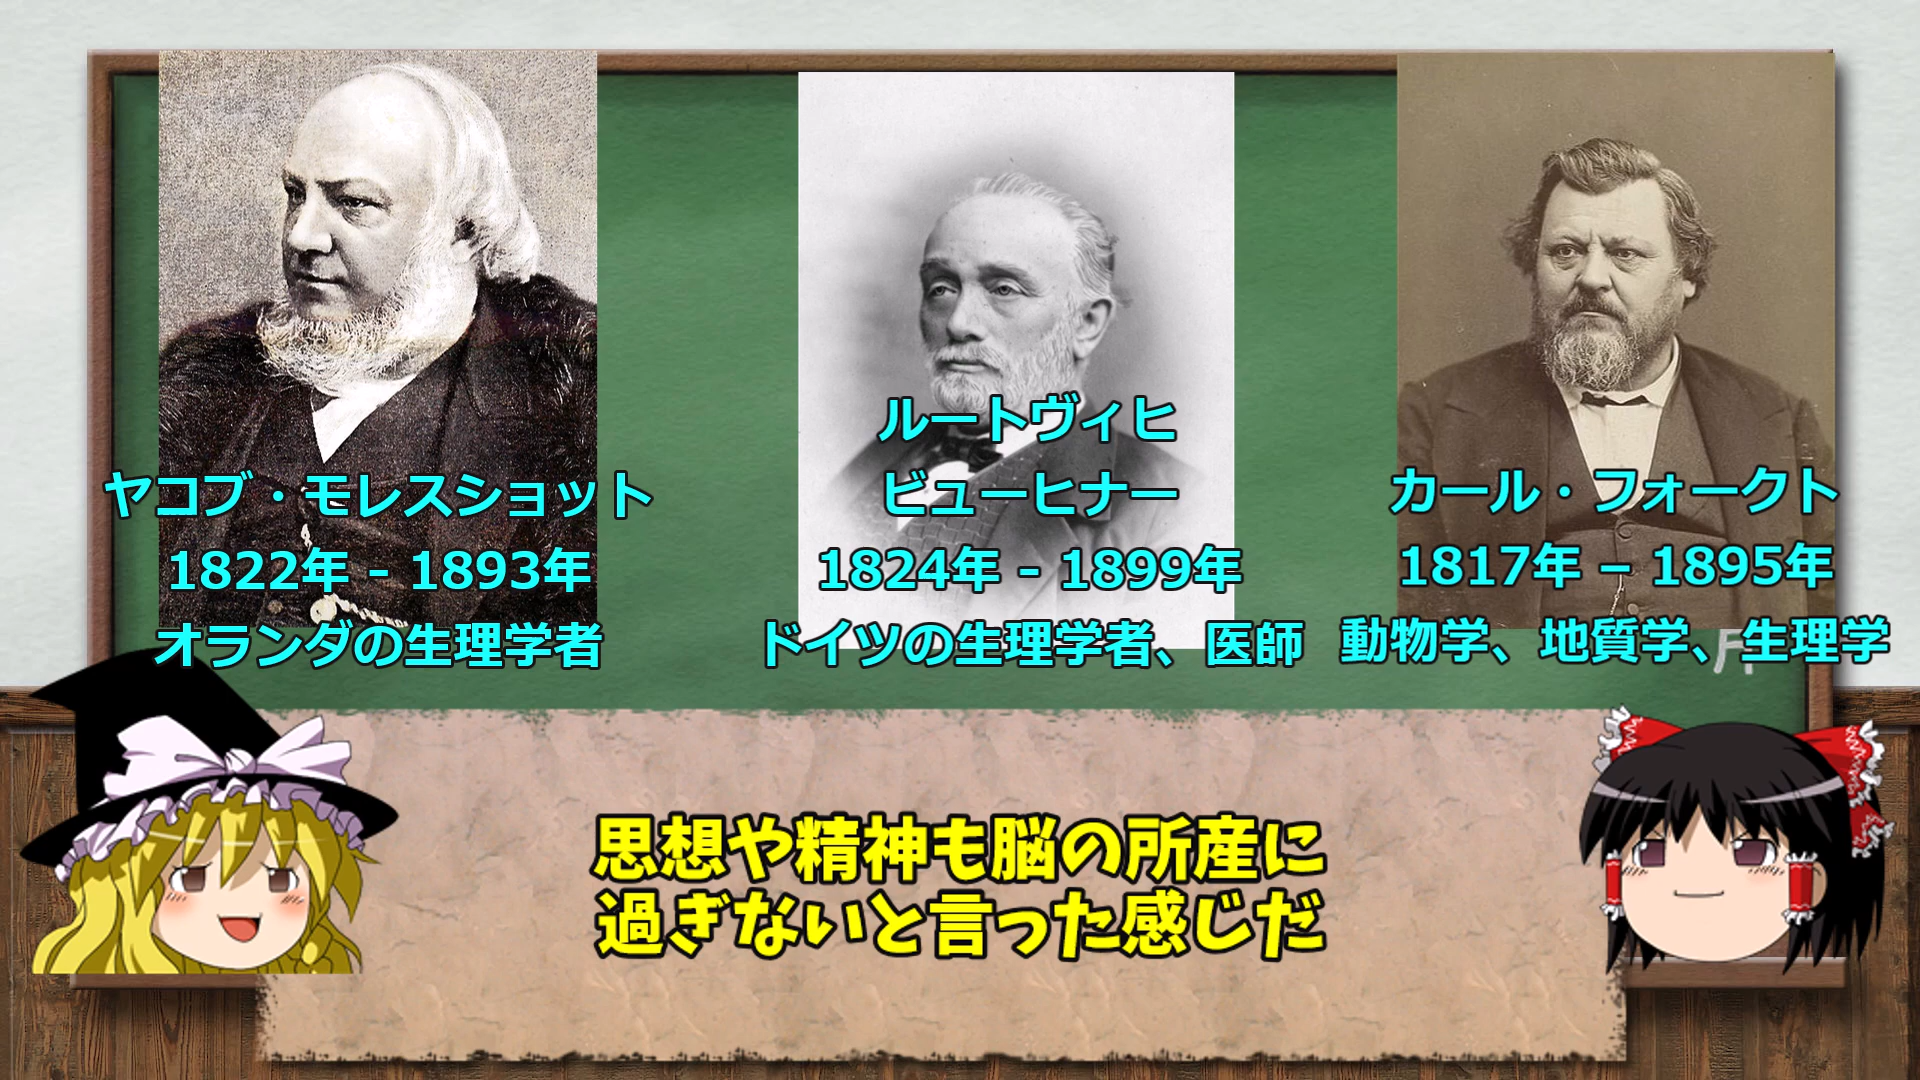 ヤコブ・モレスショット
1822年 - 1893年
オランダの生理学者
ルートヴィヒ
ビューヒナー
1824年 - 1899年
ドイツの生理学者、医師
カール・フォークト
1817年 – 1895年
動物学、地質学、生理学
思想や精神も脳の所産に
過ぎないと言った感じだ